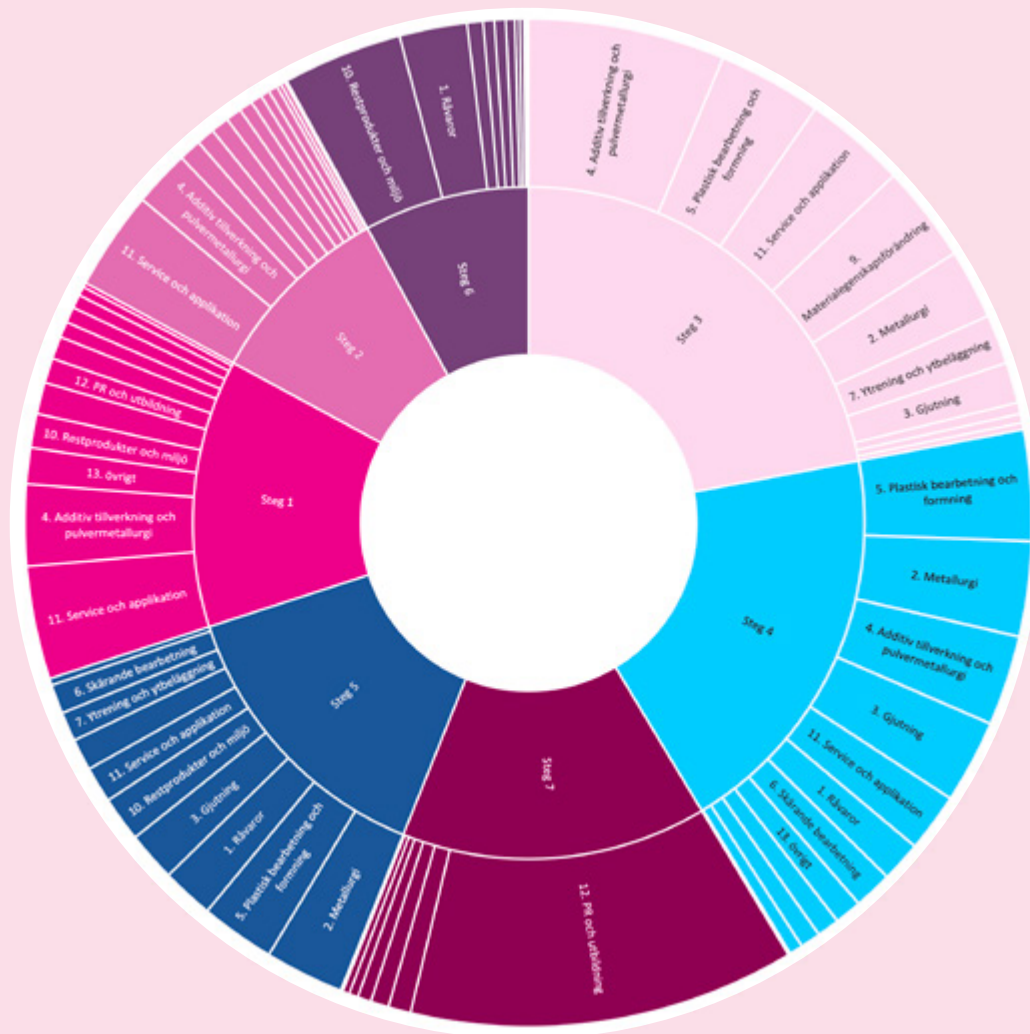 Steg 3
4. Additiv tillverkning och
pulvermetallurgi
5. Plastisk bearbetning och
formning
11. Service och applikation
9.
Materialegenskapsförändring
2. Metallurgi
7. Ytrening och ytbeläggning
3. Gjutning
Steg 4
5. Plastisk bearbetning och
formning
2. Metallurgi
4. Additiv tillverkning och
pulvermetallurgi
3. Gjutning
11. Service och applikation
1. Råvaror
6. Skärande bearbetning
13. övrigt
Steg 7
12. PR och utbildning
Steg 5
2. Metallurgi
5. Plastisk bearbetning och
formning
1. Råvaror
3. Gjutning
10. Restprodukter och miljö
11. Service och applikation
7. Ytrening och ytbeläggning
6. Skärande bearbetning
Steg 1
11. Service och applikation
4. Additiv tillverkning och
pulvermetallurgi
13. övrigt
10. Restprodukter och miljö
12. PR och utbildning
Steg 2
11. Service och applikation
4. Additiv tillverkning och
pulvermetallurgi
Steg 6
10. Restprodukter och miljö
1. Råvaror